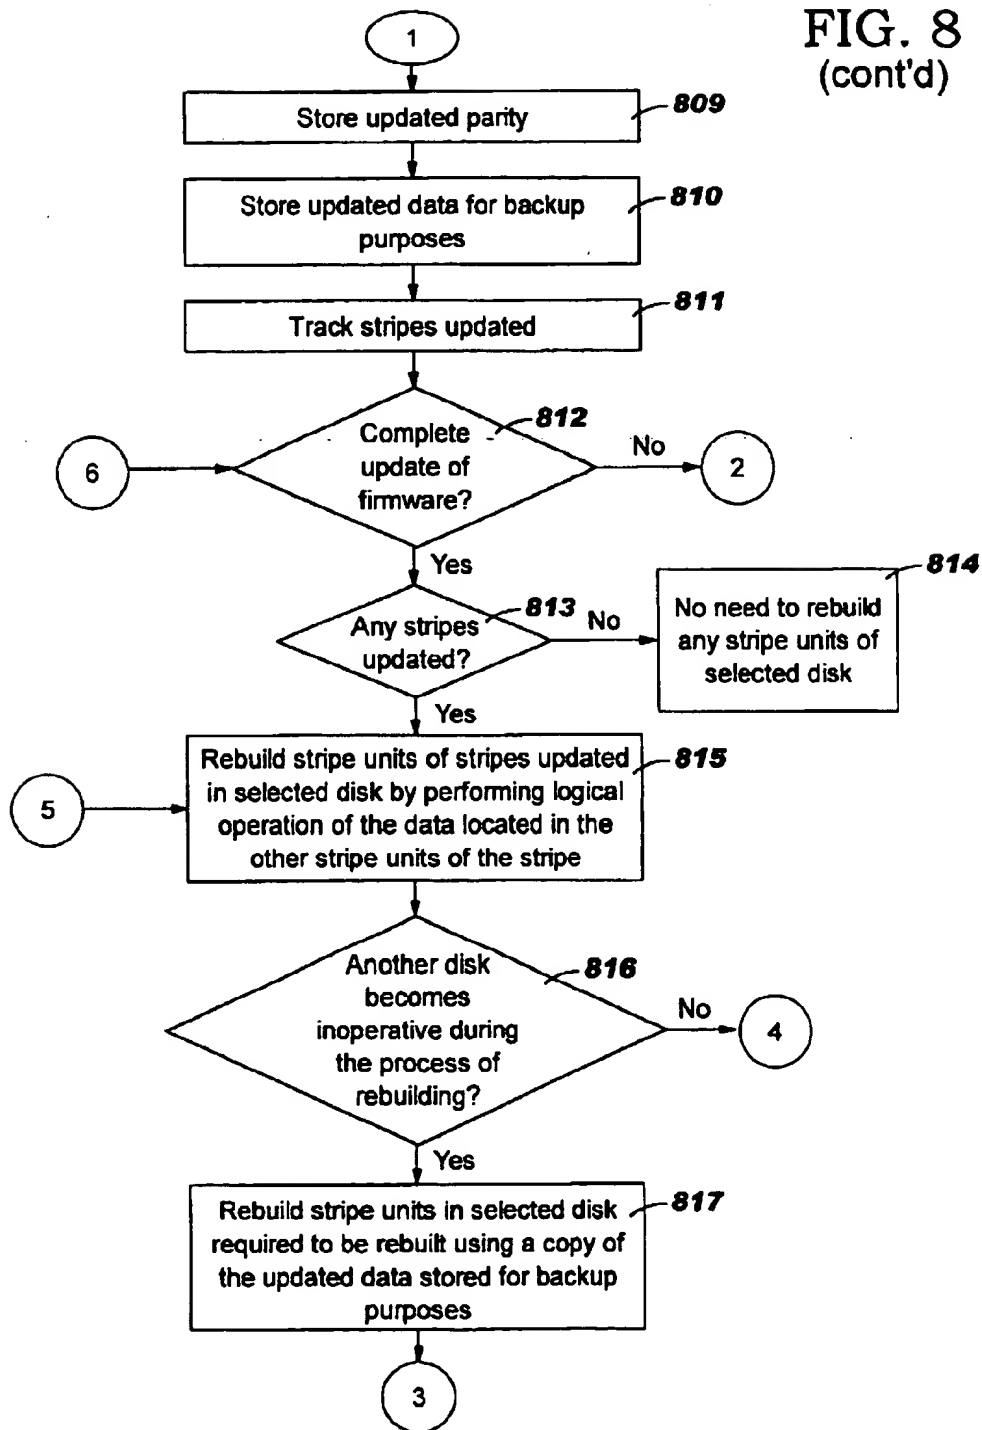 FIG. 8
(cont'd)
1
Store updated parity
809
Store updated data for backup
purposes
810
Track stripes updated
811
Complete
update of
firmware?
812
6
No
2
Yes
Any stripes
updated?
813
No
No need to rebuild
any stripe units of
selected disk
814
Yes
Rebuild stripe units of stripes updated
in selected disk by performing logical
operation of the data located in the
other stripe units of the stripe
815
5
Another disk
becomes
inoperative during
the process of
rebuilding?
816
No
4
Yes
Rebuild stripe units in selected disk
required to be rebuilt using a copy of
the updated data stored for backup
purposes
817
3